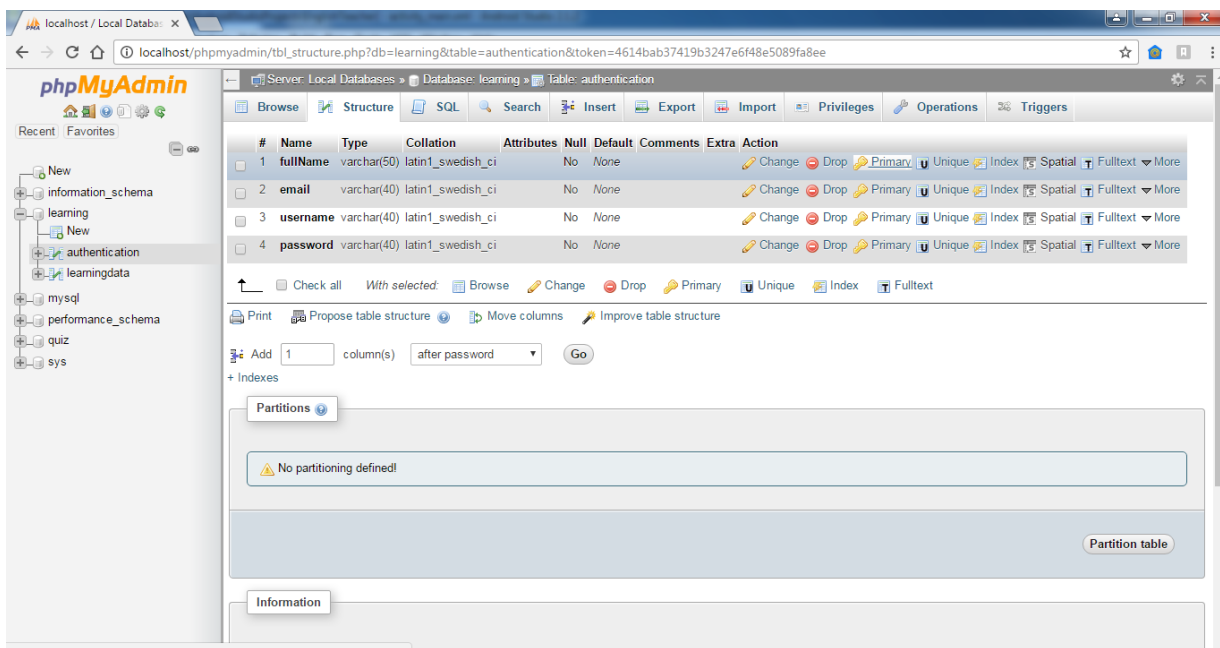 localhost / Local Databa: x
localhost/phpmyadmin/tbl_structure.php?db=learning&table=authentication&token=4614bab37419b3247e6f48e5089fa8ee
phpMyAdmin
Recent Favorites
New
information_schema
learning
New
authentication
learningdata
mysql
performance_schema
quiz
sys
Server: Local Databases » Database: learning » Table: authentication
Browse Structure SQL Search Insert Export Import Privileges Operations Triggers
# Name Type Collation Attributes Null Default Comments Extra Action
1 fullName varchar(50) latin1_swedish_ci No None Change Drop Primary Unique Index Spatial Fulltext More
2 email varchar(40) latin1_swedish_ci No None Change Drop Primary Unique Index Spatial Fulltext More
3 username varchar(40) latin1_swedish_ci No None Change Drop Primary Unique Index Spatial Fulltext More
4 password varchar(40) latin1_swedish_ci No None Change Drop Primary Unique Index Spatial Fulltext More
Check all With selected: Browse Change Drop Primary Unique Index Fulltext
Print Propose table structure Move columns Improve table structure
Add 1 column(s) after password Go
+ Indexes
Partitions
No partitioning defined!
Partition table
Information